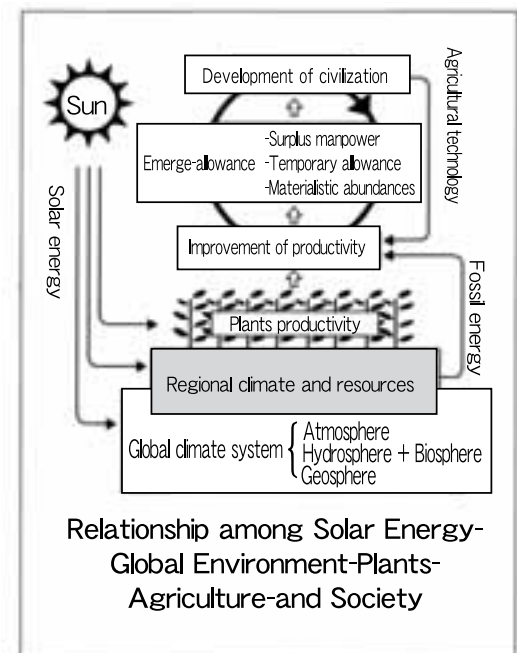 Sun
Solar energy
Development of civilization
Agricultural technology
Emerge-allowance
-Surplus manpower
-Temporary allowance
-Materialistic abundances
Improvement of productivity
Fossil energy
Plants productivity
Regional climate and resources
Global climate system
Atmosphere
Hydrosphere + Biosphere
Geosphere
Relationship among Solar Energy-
Global Environment-Plants-
Agriculture-and Society